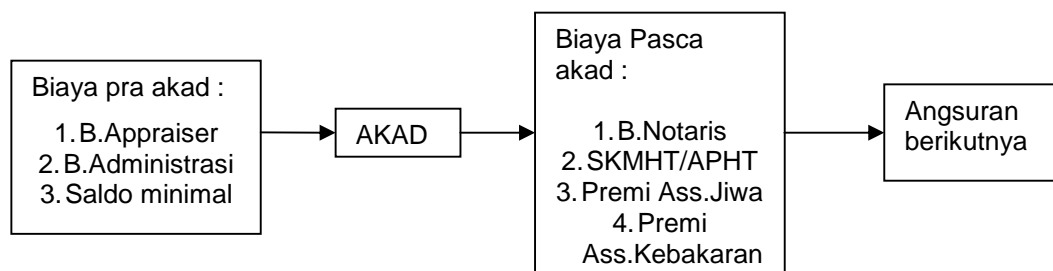 Biaya pra akad :
1. B.Appraiser
2. B.Administrasi
3. Saldo minimal
AKAD
Biaya Pasca
akad :
1. B.Notaris
2. SKMHT/APHT
3. Premi Ass.Jiwa
4. Premi
Ass.Kebakaran
Angsuran
berikutnya